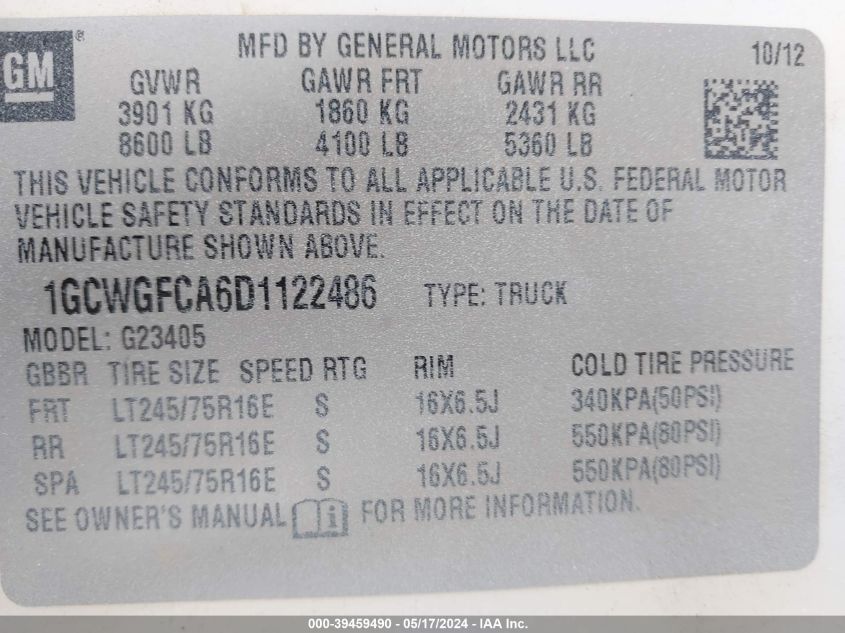 GM ®
MFD BY GENERAL MOTORS LLC 10/12
GVWR GAWR FRT GAWR RR
3901 KG 1860 KG 2431 KG
8600 LB 4100 LB 5360 LB
THIS VEHICLE CONFORMS TO ALL APPLICABLE U.S. FEDERAL MOTOR
VEHICLE SAFETY STANDARDS IN EFFECT ON THE DATE OF
MANUFACTURE SHOWN ABOVE.
1GCWGFCA6D1122486 TYPE: TRUCK
MODEL: G23405
GBBR TIRE SIZE SPEED RTG RIM COLD TIRE PRESSURE
FRT LT245/75R16E S 16X6.5J 340KPA(50PSI)
RR LT245/75R16E S 16X6.5J 550KPA(80PSI)
SPA LT245/75R16E S 16X6.5J 550KPA(80PSI)
SEE OWNER'S MANUAL i FOR MORE INFORMATION.
000-39459490 - 05/17/2024 - IAA Inc.